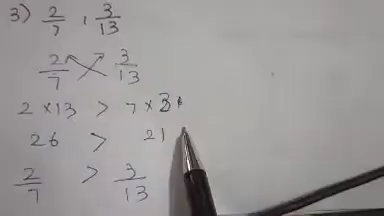 3) 2/7 , 3/13
2/7 3/13
2 × 13 > 7 × 3
26 > 21
2/7 > 3/13